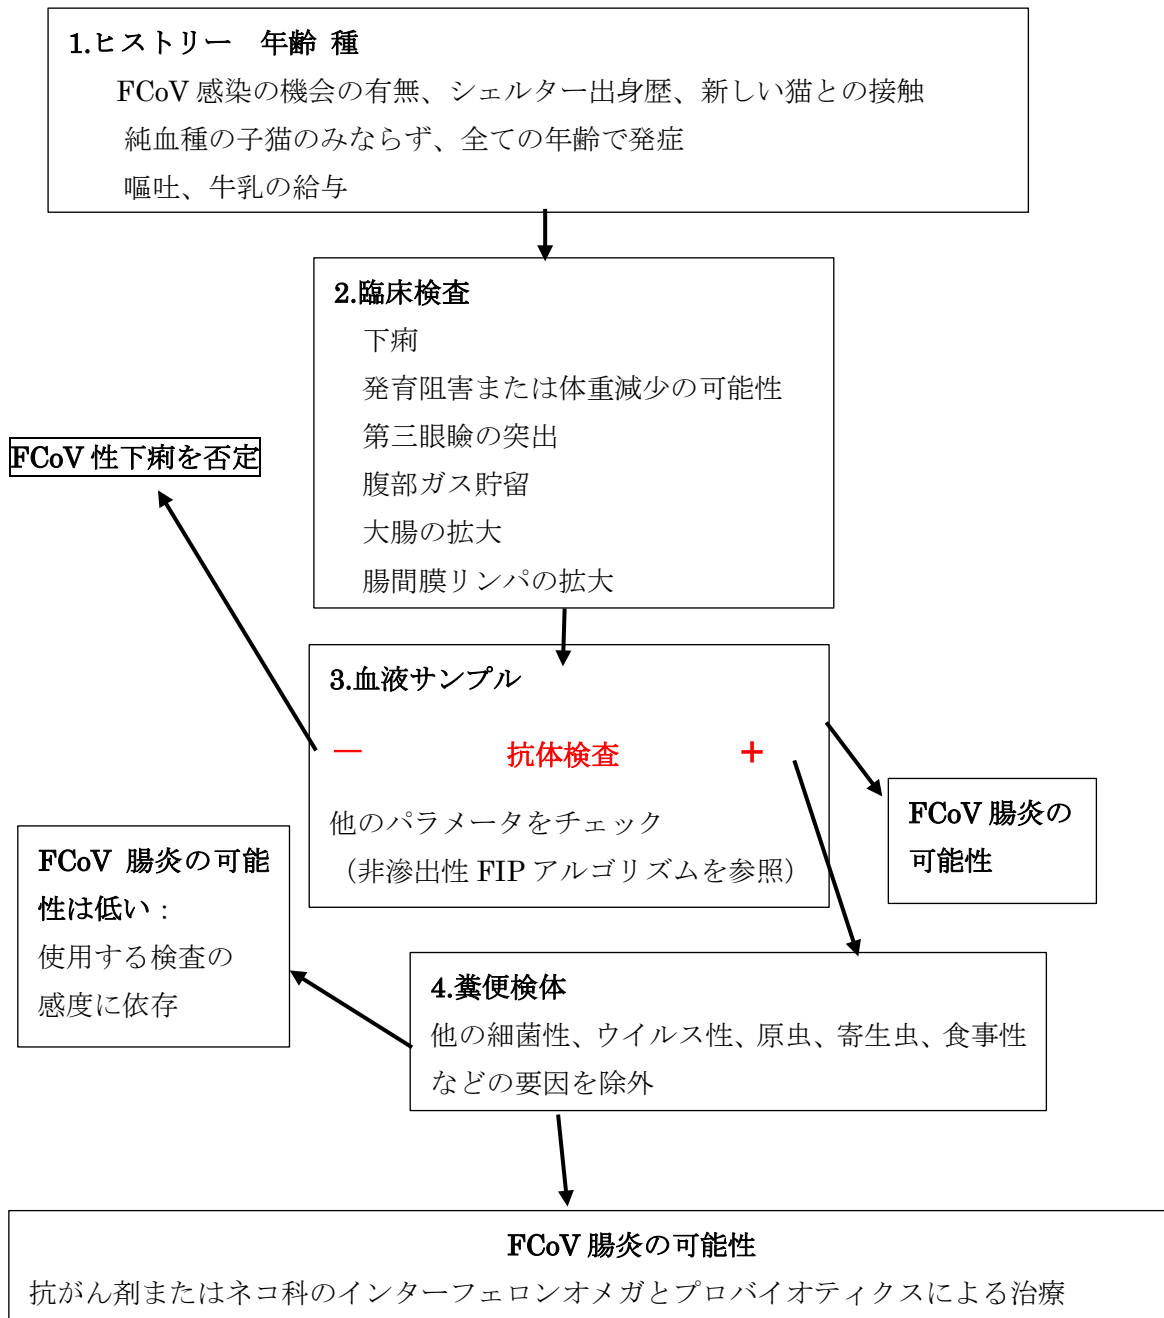 1.ヒストリー　年齢 種
FCoV 感染の機会の有無、シェルター出身歴、新しい猫との接触
純血種の子猫のみならず、全ての年齢で発症
嘔吐、牛乳の給与
2.臨床検査
下痢
発育阻害または体重減少の可能性
第三眼瞼の突出
腹部ガス貯留
大腸の拡大
腸間膜リンパの拡大
FCoV 性下痢を否定
3.血液サンプル
― 抗体検査 +
他のパラメータをチェック
（非滲出性 FIP アルゴリズムを参照）
FCoV 腸炎の
可能性
FCoV 腸炎の可能
性は低い：
使用する検査の
感度に依存
4.糞便検体
他の細菌性、ウイルス性、原虫、寄生虫、食事性
などの要因を除外
FCoV 腸炎の可能性
抗がん剤またはネコ科のインターフェロンオメガとプロバイオティクスによる治療